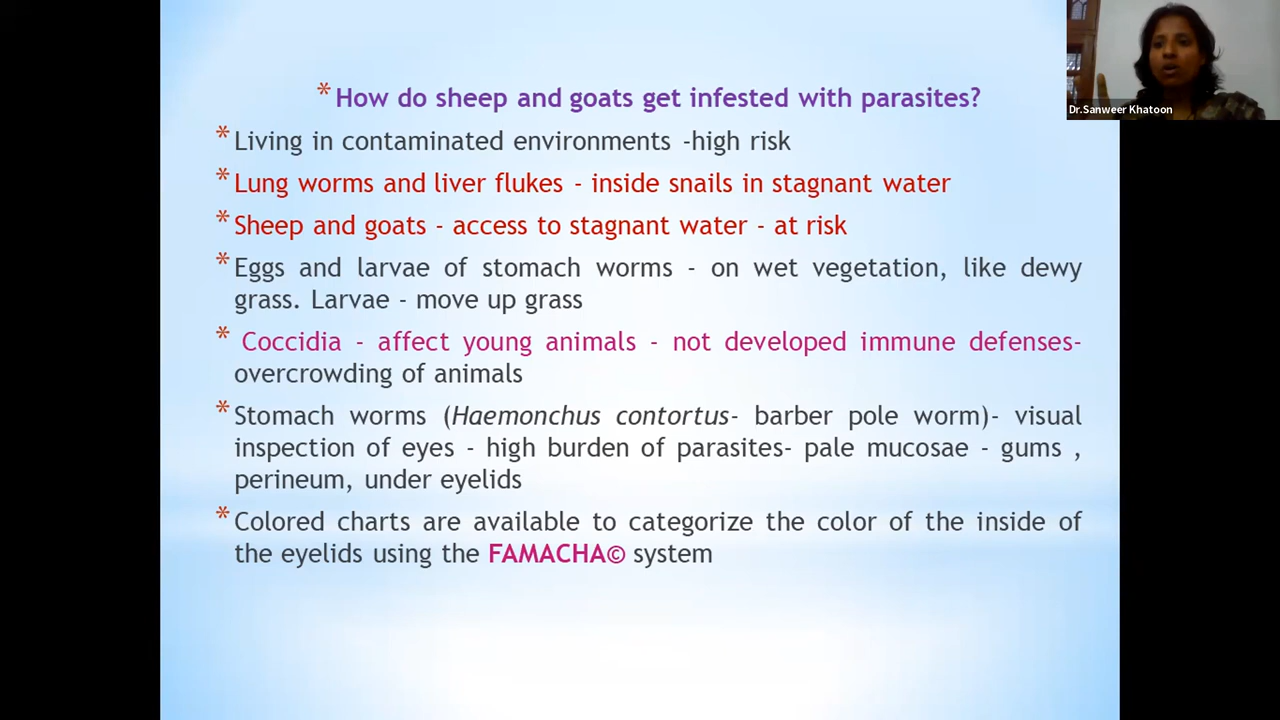 * How do sheep and goats get infested with parasites?
* Living in contaminated environments -high risk
* Lung worms and liver flukes - inside snails in stagnant water
* Sheep and goats - access to stagnant water - at risk
* Eggs and larvae of stomach worms - on wet vegetation, like dewy
grass. Larvae - move up grass
* Coccidia - affect young animals - not developed immune defenses-
overcrowding of animals
* Stomach worms (Haemonchus contortus- barber pole worm)- visual
inspection of eyes - high burden of parasites- pale mucosae - gums ,
perineum, under eyelids
* Colored charts are available to categorize the color of the inside of
the eyelids using the FAMACHA© system
Dr.Sanweer Khatoon